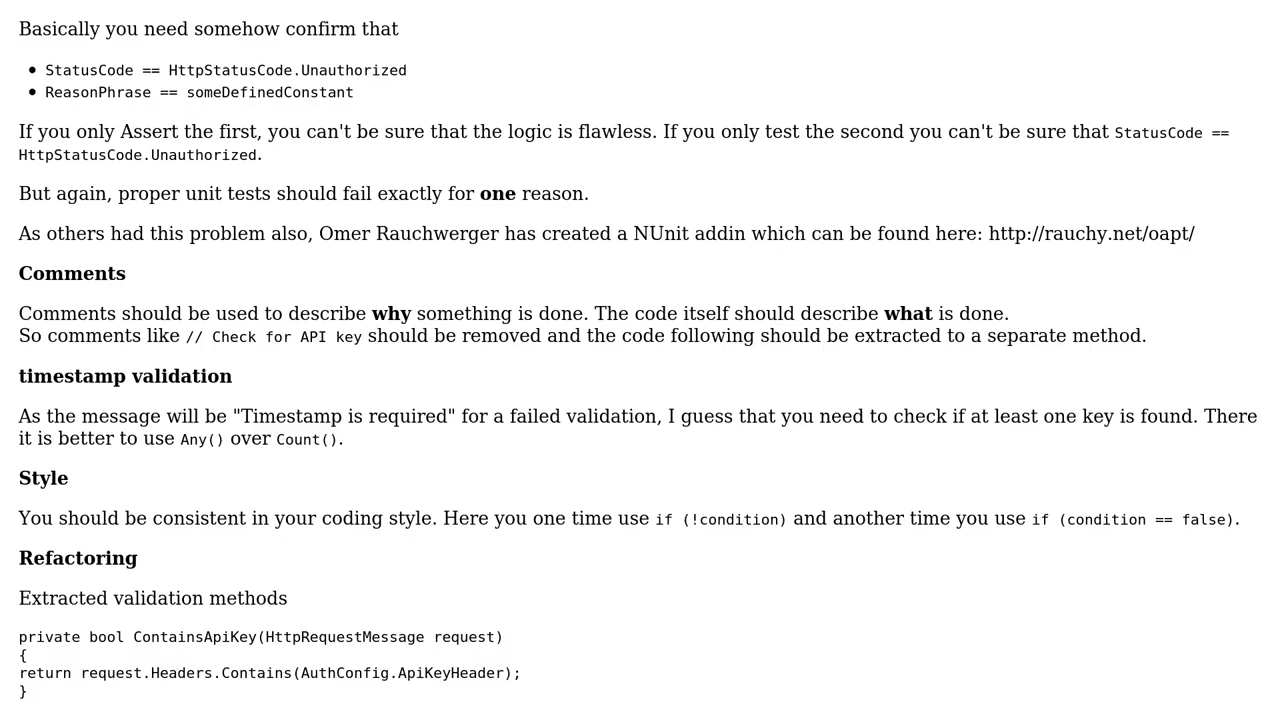 Basically you need somehow confirm that
• StatusCode == HttpStatusCode.Unauthorized
• ReasonPhrase == someDefinedConstant
If you only Assert the first, you can't be sure that the logic is flawless. If you only test the second you can't be sure that StatusCode ==
HttpStatusCode.Unauthorized.
But again, proper unit tests should fail exactly for one reason.
As others had this problem also, Omer Rauchwerger has created a NUnit addin which can be found here: http://rauchy.net/oapt/
Comments
Comments should be used to describe why something is done. The code itself should describe what is done.
So comments like // Check for API key should be removed and the code following should be extracted to a separate method.
timestamp validation
As the message will be "Timestamp is required" for a failed validation, I guess that you need to check if at least one key is found. There
it is better to use Any() over Count().
Style
You should be consistent in your coding style. Here you one time use if (!condition) and another time you use if (condition == false).
Refactoring
Extracted validation methods
private bool ContainsApiKey(HttpRequestMessage request)
{
return request.Headers.Contains(AuthConfig.ApiKeyHeader);
}